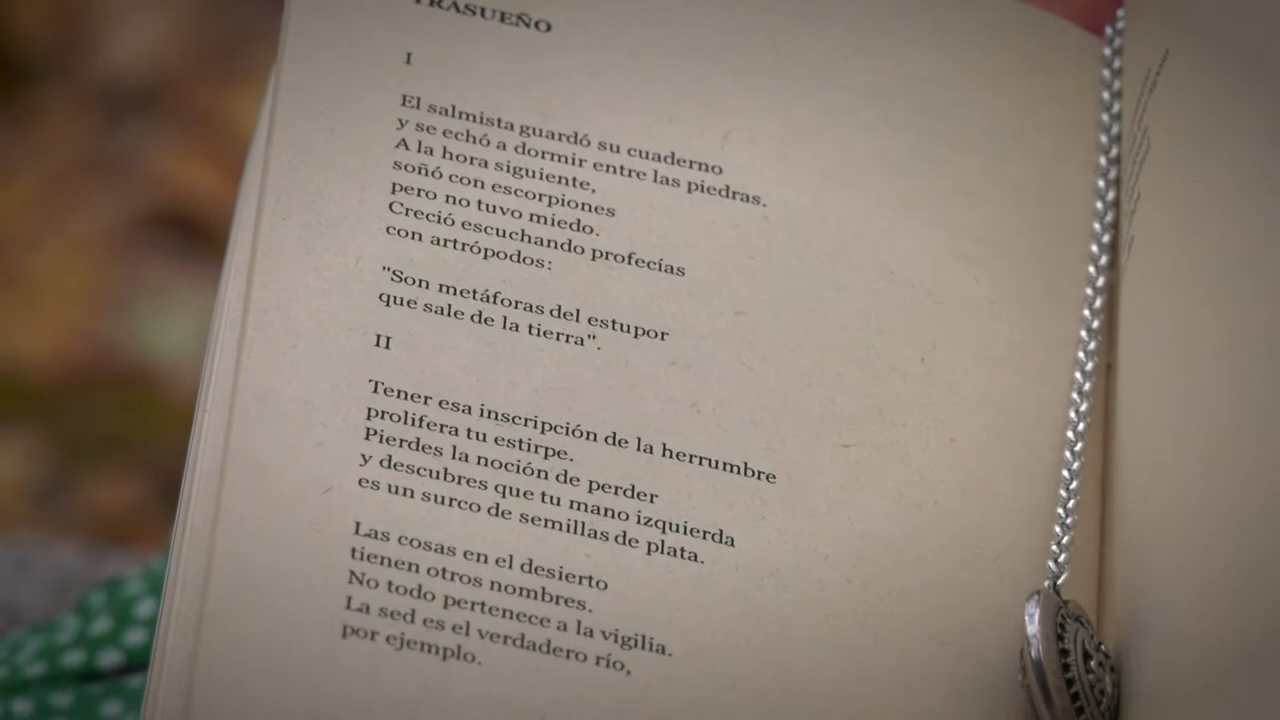 TRASUEÑO
I
El salmista guardó su cuaderno
y se echó a dormir entre las piedras.
A la hora siguiente,
soñó con escorpiones
pero no tuvo miedo.
Creció escuchando profecías
con artrópodos:
"Son metáforas del estupor
que sale de la tierra".
II
Tener esa inscripción de la herrumbre
prolifera tu estirpe.
Pierdes la noción de perder
y descubres que tu mano izquierda
es un surco de semillas de plata.
Las cosas en el desierto
tienen otros nombres.
No todo pertenece a la vigilia.
La sed es el verdadero río,
por ejemplo.